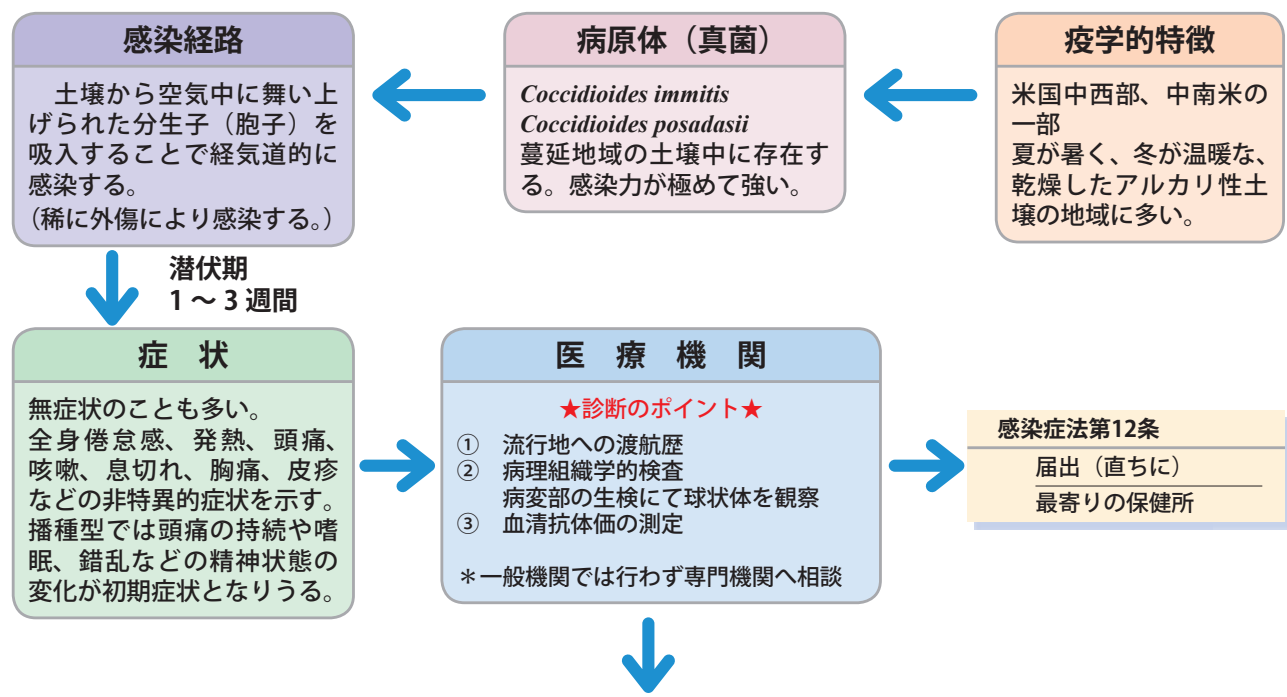 感染経路
土壌から空気中に舞い上
げられた分生子（胞子）を
吸入することで経気道的に
感染する。
（稀に外傷により感染する。）
病原体（真菌）
Coccidioides immitis
Coccidioides posadasii
蔓延地域の土壌中に存在す
る。感染力が極めて強い。
疫学的特徴
米国中西部、中南米の
一部
夏が暑く、冬が温暖な、
乾燥したアルカリ性土
壌の地域に多い。
潜伏期
1 ～ 3 週間
症　状
無症状のことも多い。
全身倦怠感、発熱、頭痛、
咳嗽、息切れ、胸痛、皮疹
などの非特異的症状を示す。
播種型では頭痛の持続や嗜
眠、錯乱などの精神状態の
変化が初期症状となりうる。
医　療　機　関
★診断のポイント★
①　流行地への渡航歴
②　病理組織学的検査
病変部の生検にて球状体を観察
③　血清抗体価の測定
＊一般機関では行わず専門機関へ相談
感染症法第12条
届出（直ちに）
最寄りの保健所